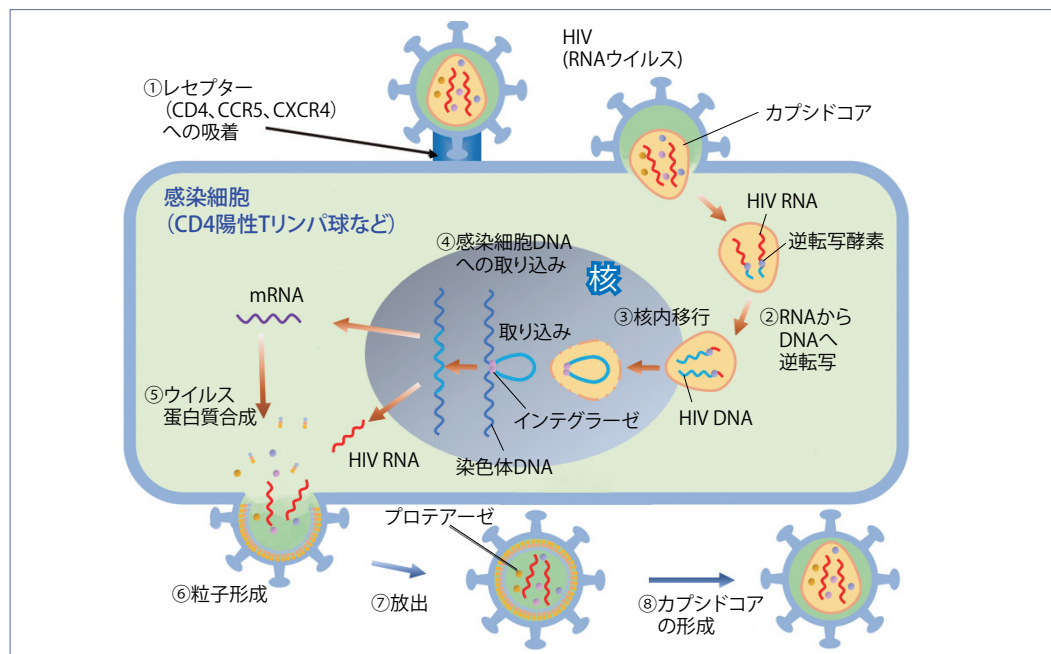 HIV
(RNAウイルス)
①レセプター
（CD4、CCR5、CXCR4）
への吸着
カプシドコア
感染細胞
（CD4陽性Tリンパ球など）
HIV RNA
逆転写酵素
④感染細胞DNA
への取り込み
核
mRNA
取り込み
③核内移行
②RNAから
DNAへ
逆転写
⑤ウイルス
蛋白質合成
インテグラーゼ
HIV DNA
HIV RNA
染色体DNA
プロテアーゼ
⑥粒子形成
⑦放出
⑧カプシドコア
の形成